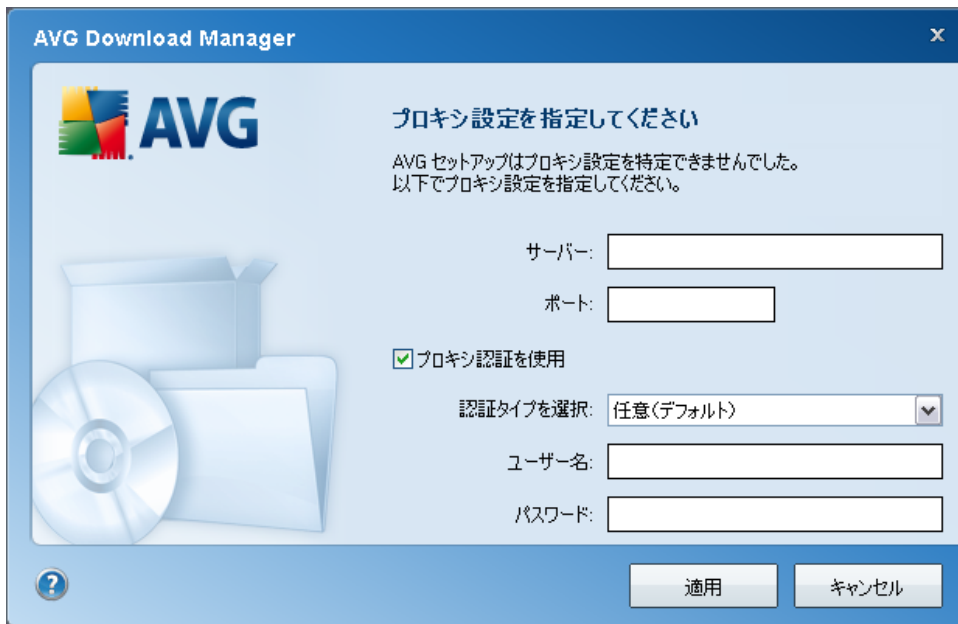 AVG Download Manager
AVG
プロキシ設定を指定してください
AVG セットアップはプロキシ設定を特定できませんでした。
以下でプロキシ設定を指定してください。
サーバー:
ポート:
プロキシ認証を使用
認証タイプを選択: 任意(デフォルト)
ユーザー名:
パスワード:
適用 キャンセル